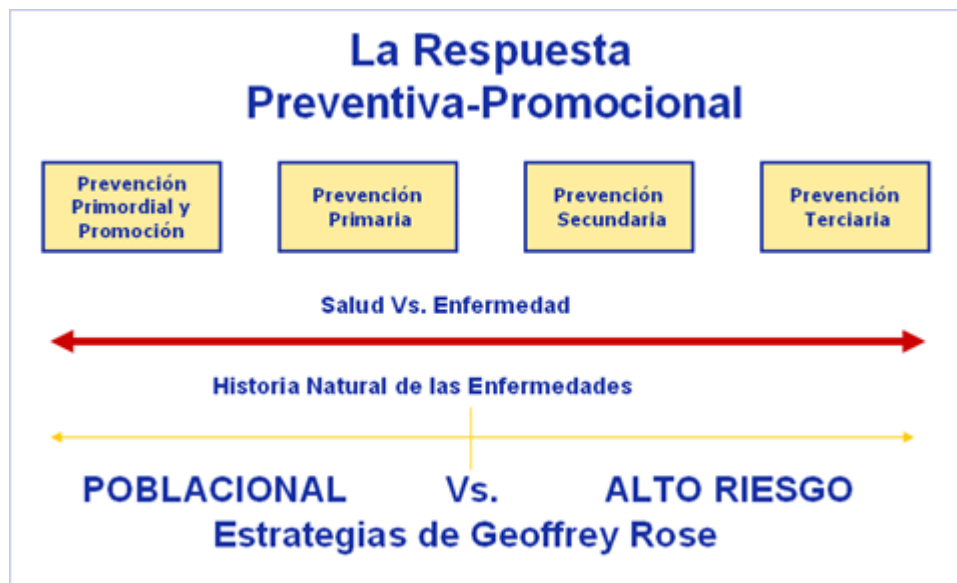 La Respuesta
Preventiva-Promocional
Prevención
Primordial y
Promoción
Prevención
Primaria
Prevención
Secundaria
Prevención
Terciaria
Salud Vs. Enfermedad
Historia Natural de las Enfermedades
POBLACIONAL Vs. ALTO RIESGO
Estrategias de Geoffrey Rose